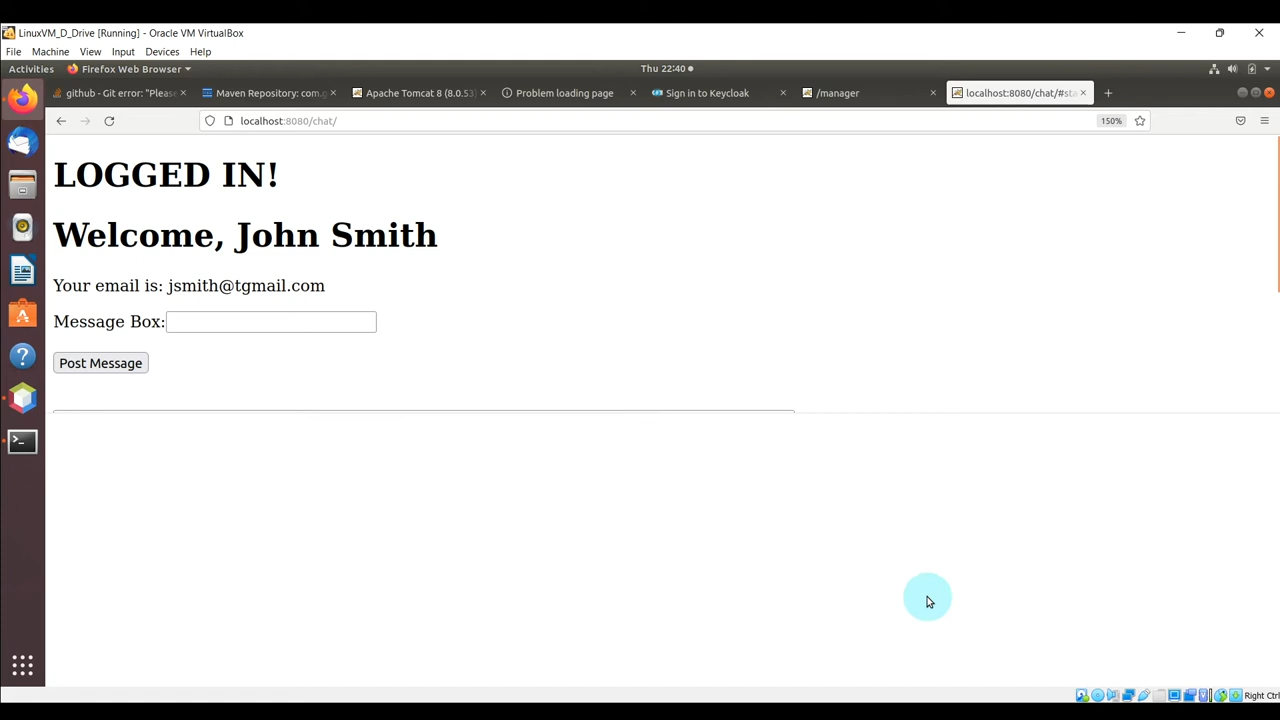 LinuxVM_D_Drive [Running] - Oracle VM VirtualBox
File Machine View Input Devices Help
Activities Firefox Web Browser Thu 22:40
github - Git error: "Please Maven Repository: com.g Apache Tomcat 8 (8.0.53) Problem loading page Sign in to Keycloak /manager localhost:8080/chat/#sta
localhost:8080/chat/ 150%
LOGGED IN!
Welcome, John Smith
Your email is: jsmith@tgmail.com
Message Box:
Post Message
Right Ctrl